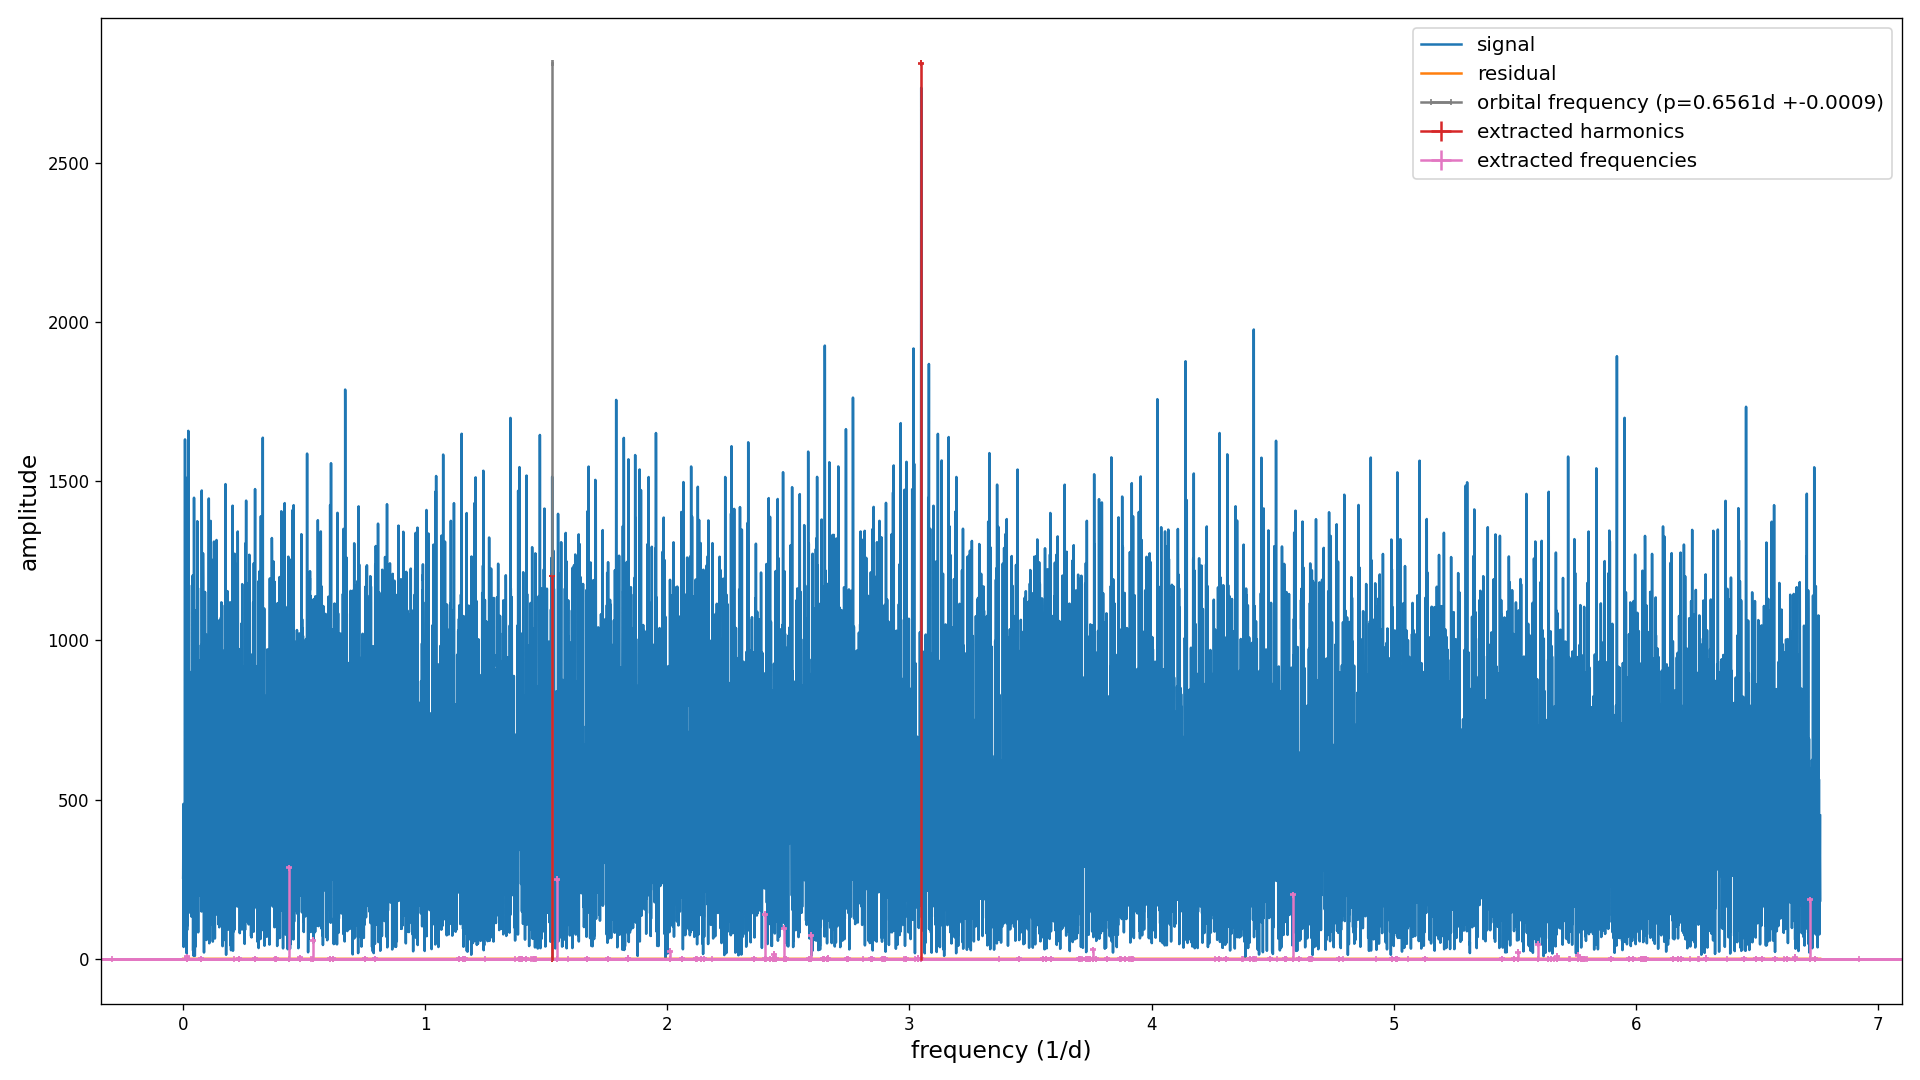 signal
residual
orbital frequency (p=0.6561d +-0.0009)
extracted harmonics
extracted frequencies
amplitude
2500
2000
1500
1000
500
0
0 1 2 3 4 5 6 7
frequency (1/d)